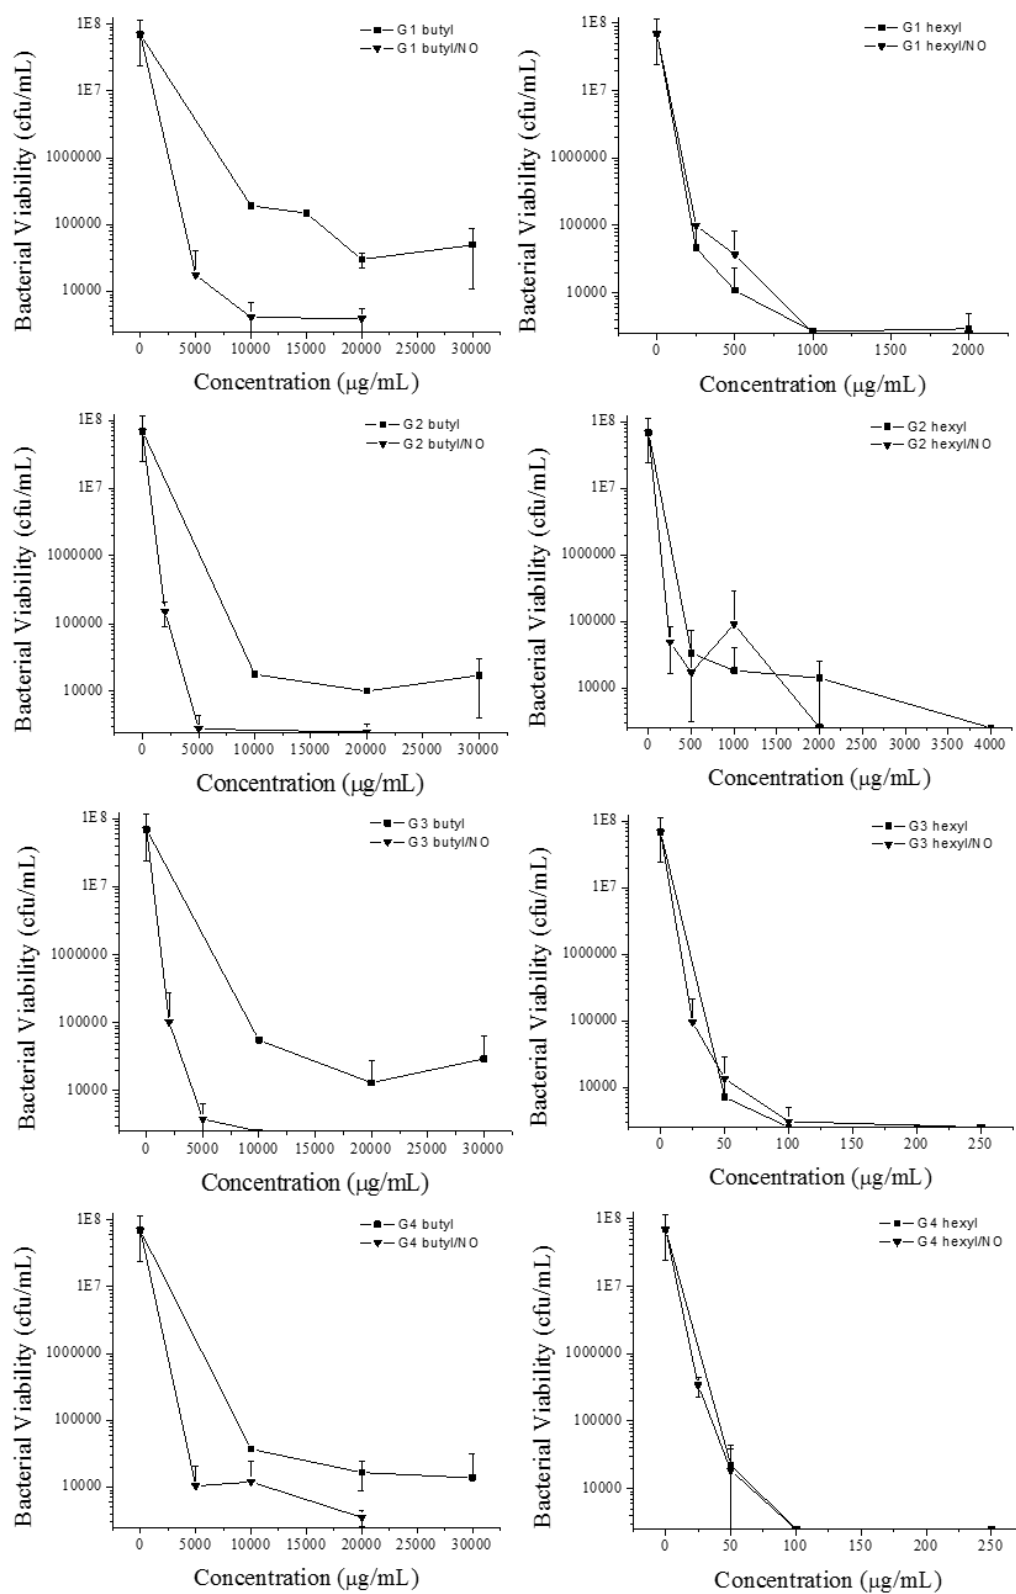 G1 butyl
G1 butyl/NO
Bacterial Viability (cfu/mL)
1E8
1E7
1000000
100000
10000
0 5000 10000 15000 20000 25000 30000
Concentration (µg/mL)
G1 hexyl
G1 hexyl/NO
Bacterial Viability (cfu/mL)
1E8
1E7
1000000
100000
10000
0 500 1000 1500 2000
Concentration (µg/mL)
G2 butyl
G2 butyl/NO
Bacterial Viability (cfu/mL)
1E8
1E7
1000000
100000
10000
0 5000 10000 15000 20000 25000 30000
Concentration (µg/mL)
G2 hexyl
G2 hexyl/NO
Bacterial Viability (cfu/mL)
1E8
1E7
1000000
100000
10000
0 500 1000 1500 2000 2500 3000 3500 4000
Concentration (µg/mL)
G3 butyl
G3 butyl/NO
Bacterial Viability (cfu/mL)
1E8
1E7
1000000
100000
10000
0 5000 10000 15000 20000 25000 30000
Concentration (µg/mL)
G3 hexyl
G3 hexyl/NO
Bacterial Viability (cfu/mL)
1E8
1E7
1000000
100000
10000
0 50 100 150 200 250
Concentration (µg/mL)
G4 butyl
G4 butyl/NO
Bacterial Viability (cfu/mL)
1E8
1E7
1000000
100000
10000
0 5000 10000 15000 20000 25000 30000
Concentration (µg/mL)
G4 hexyl
G4 hexyl/NO
Bacterial Viability (cfu/mL)
1E8
1E7
1000000
100000
10000
0 50 100 150 200 250
Concentration (µg/mL)